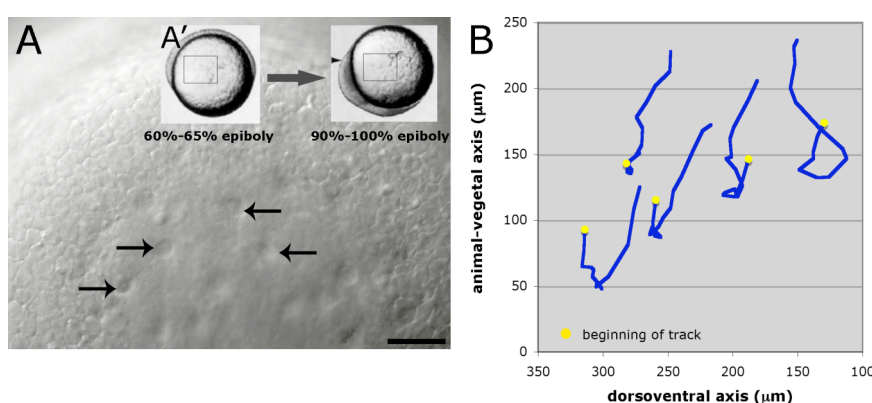 A
A′
60%-65% epiboly
90%-100% epiboly
B
animal-vegetal axis (μm)
250
200
150
100
50
0
beginning of track
350
300
250
200
150
100
dorsoventral axis (μm)